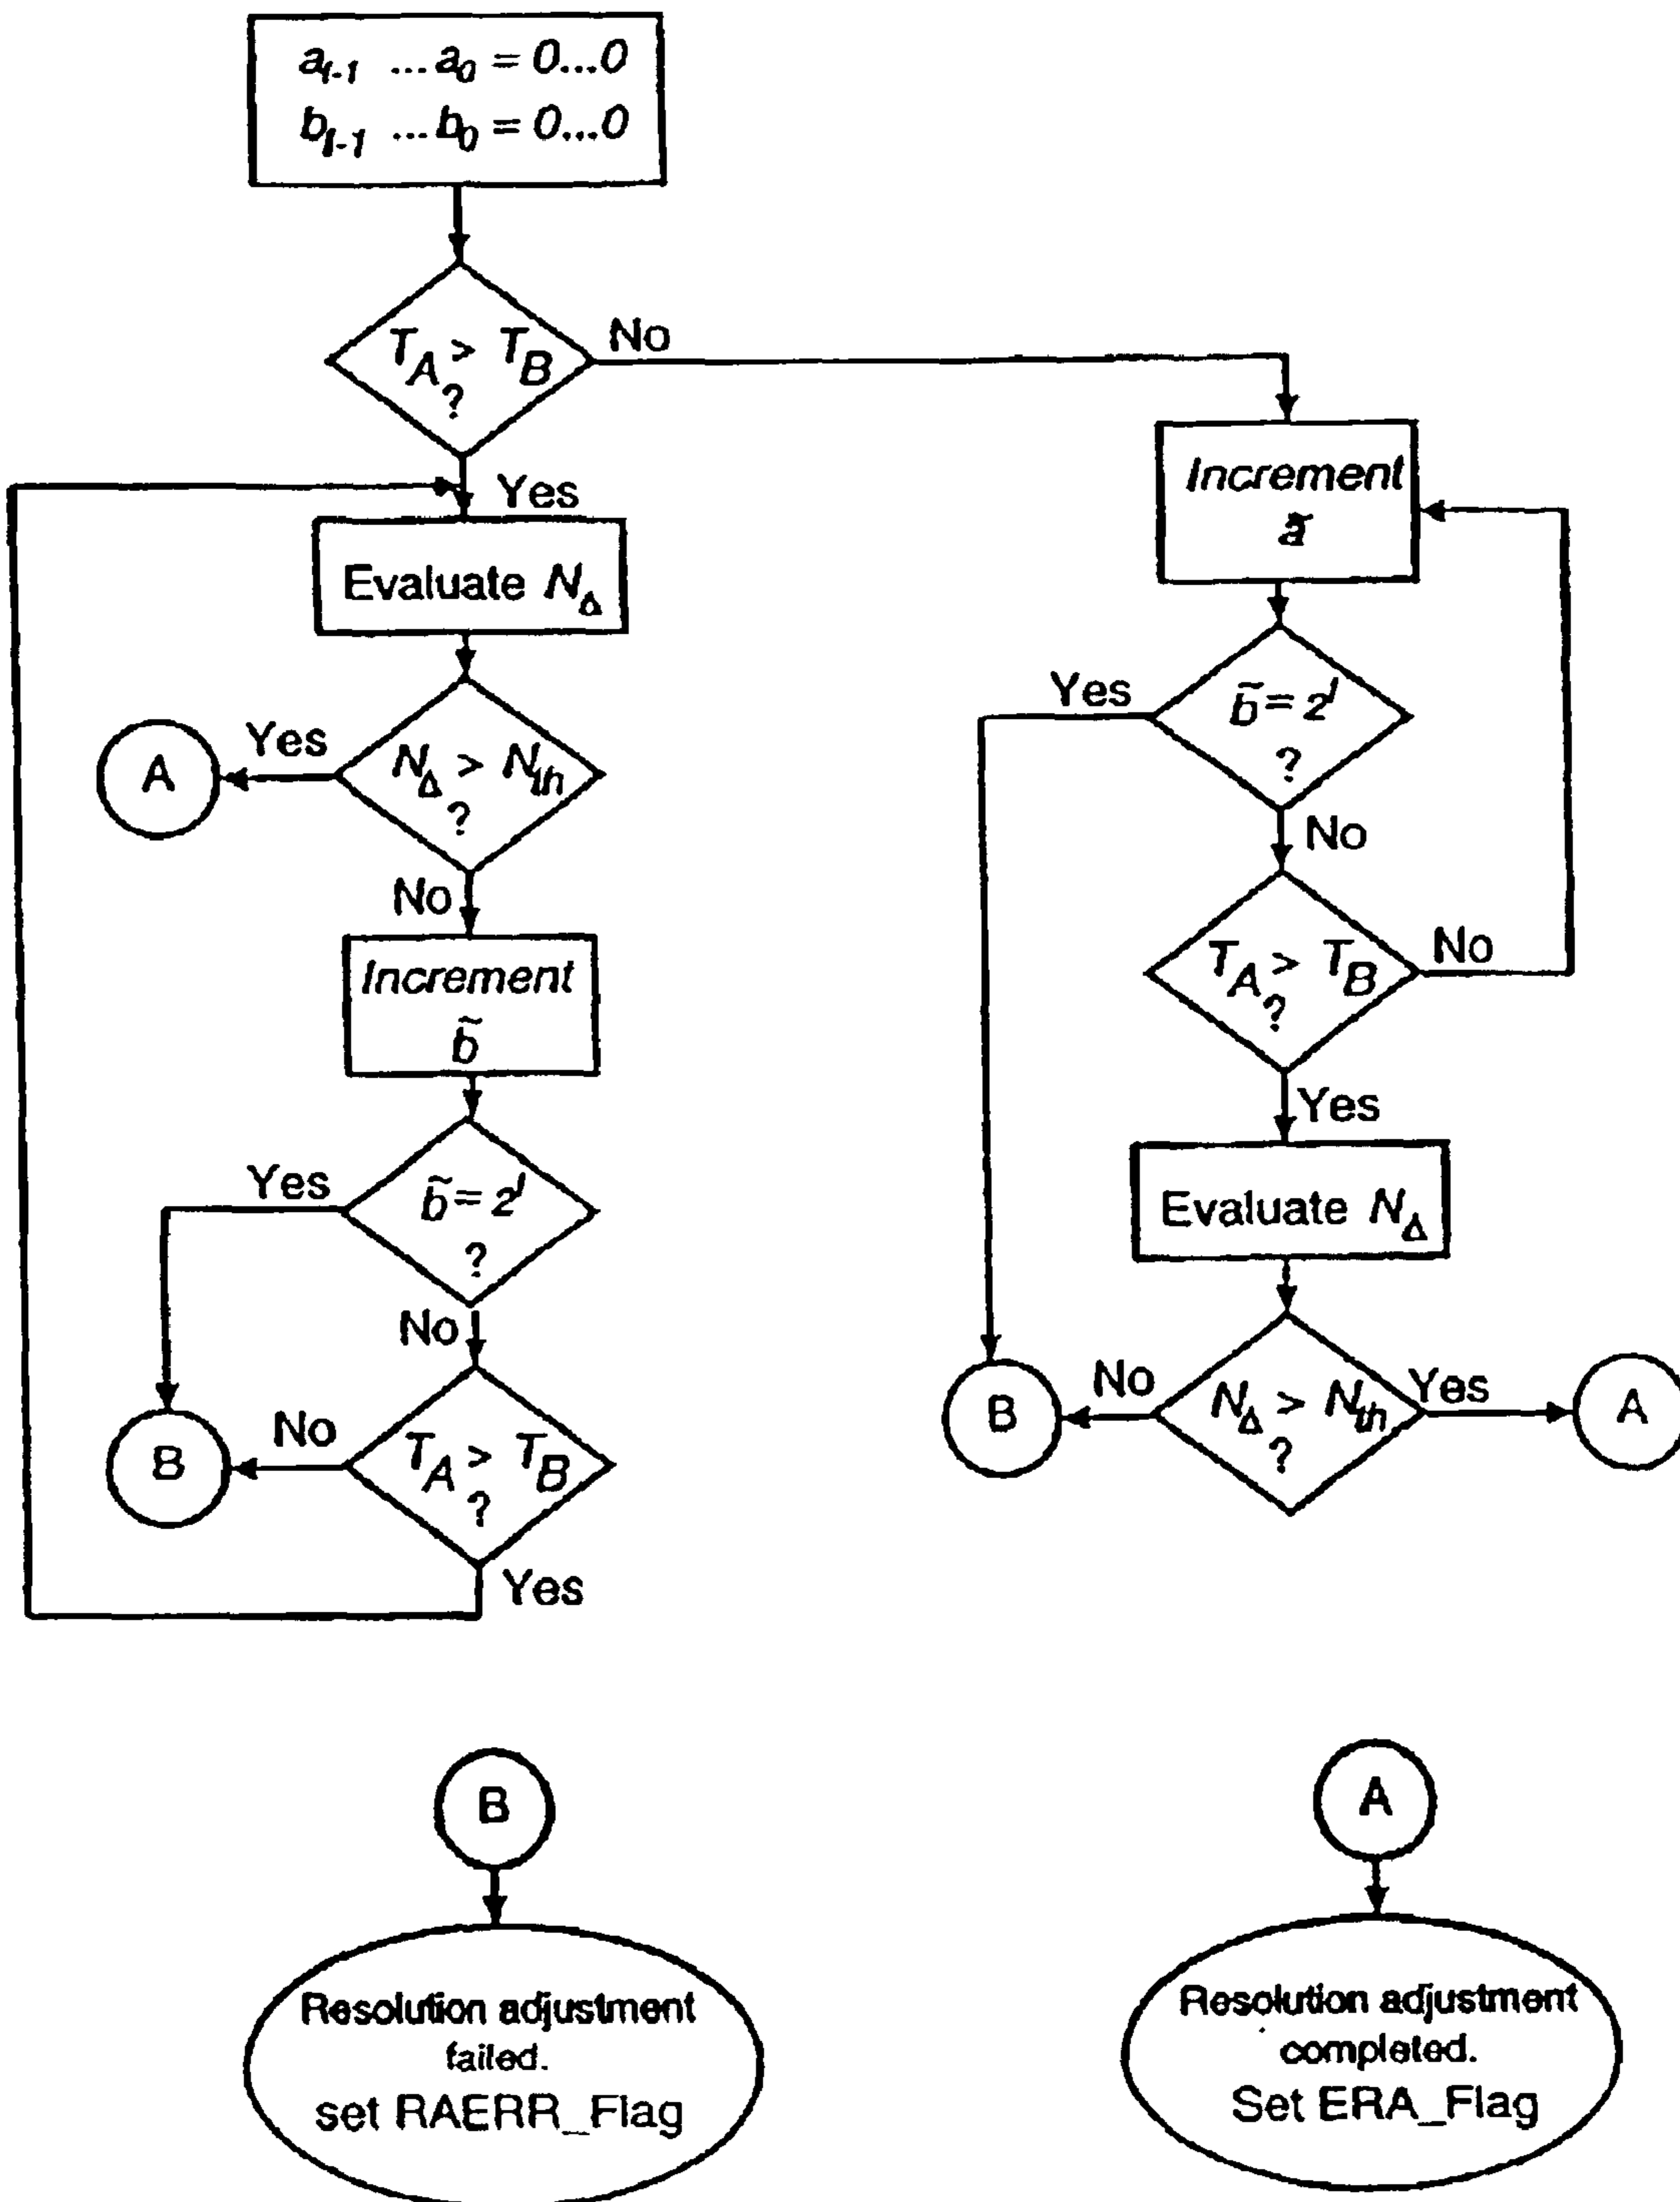 a_{l-1} ...a_0 = 0...0
b_{l-1} ...b_0 = 0...0
T_A > T_B
?
No
Yes
Evaluate N_Δ
N_Δ > N_th
?
Yes
A
No
Increment
b̃
b̃ = 2^l
?
Yes
B
No
T_A > T_B
?
No
B
Yes
Increment
ã
b̃ = 2^l
?
Yes
No
T_A > T_B
?
No
Yes
Evaluate N_Δ
N_Δ > N_th
?
No
B
Yes
A
B
Resolution adjustment
failed.
set RAERR_Flag
A
Resolution adjustment
completed.
Set ERA_Flag